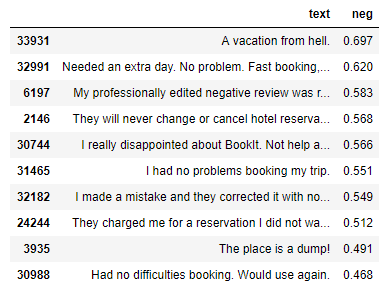 text neg
33931 A vacation from hell. 0.697
32991 Needed an extra day. No problem. Fast booking,... 0.620
6197 My professionally edited negative review was r... 0.583
2146 They will never change or cancel hotel reserva... 0.568
30744 I really disappointed about BookIt. Not help a... 0.566
31465 I had no problems booking my trip. 0.551
32182 I made a mistake and they corrected it with no... 0.549
24244 They charged me for a reservation I did not wa... 0.512
3935 The place is a dump! 0.491
30988 Had no difficulties booking. Would use again. 0.468